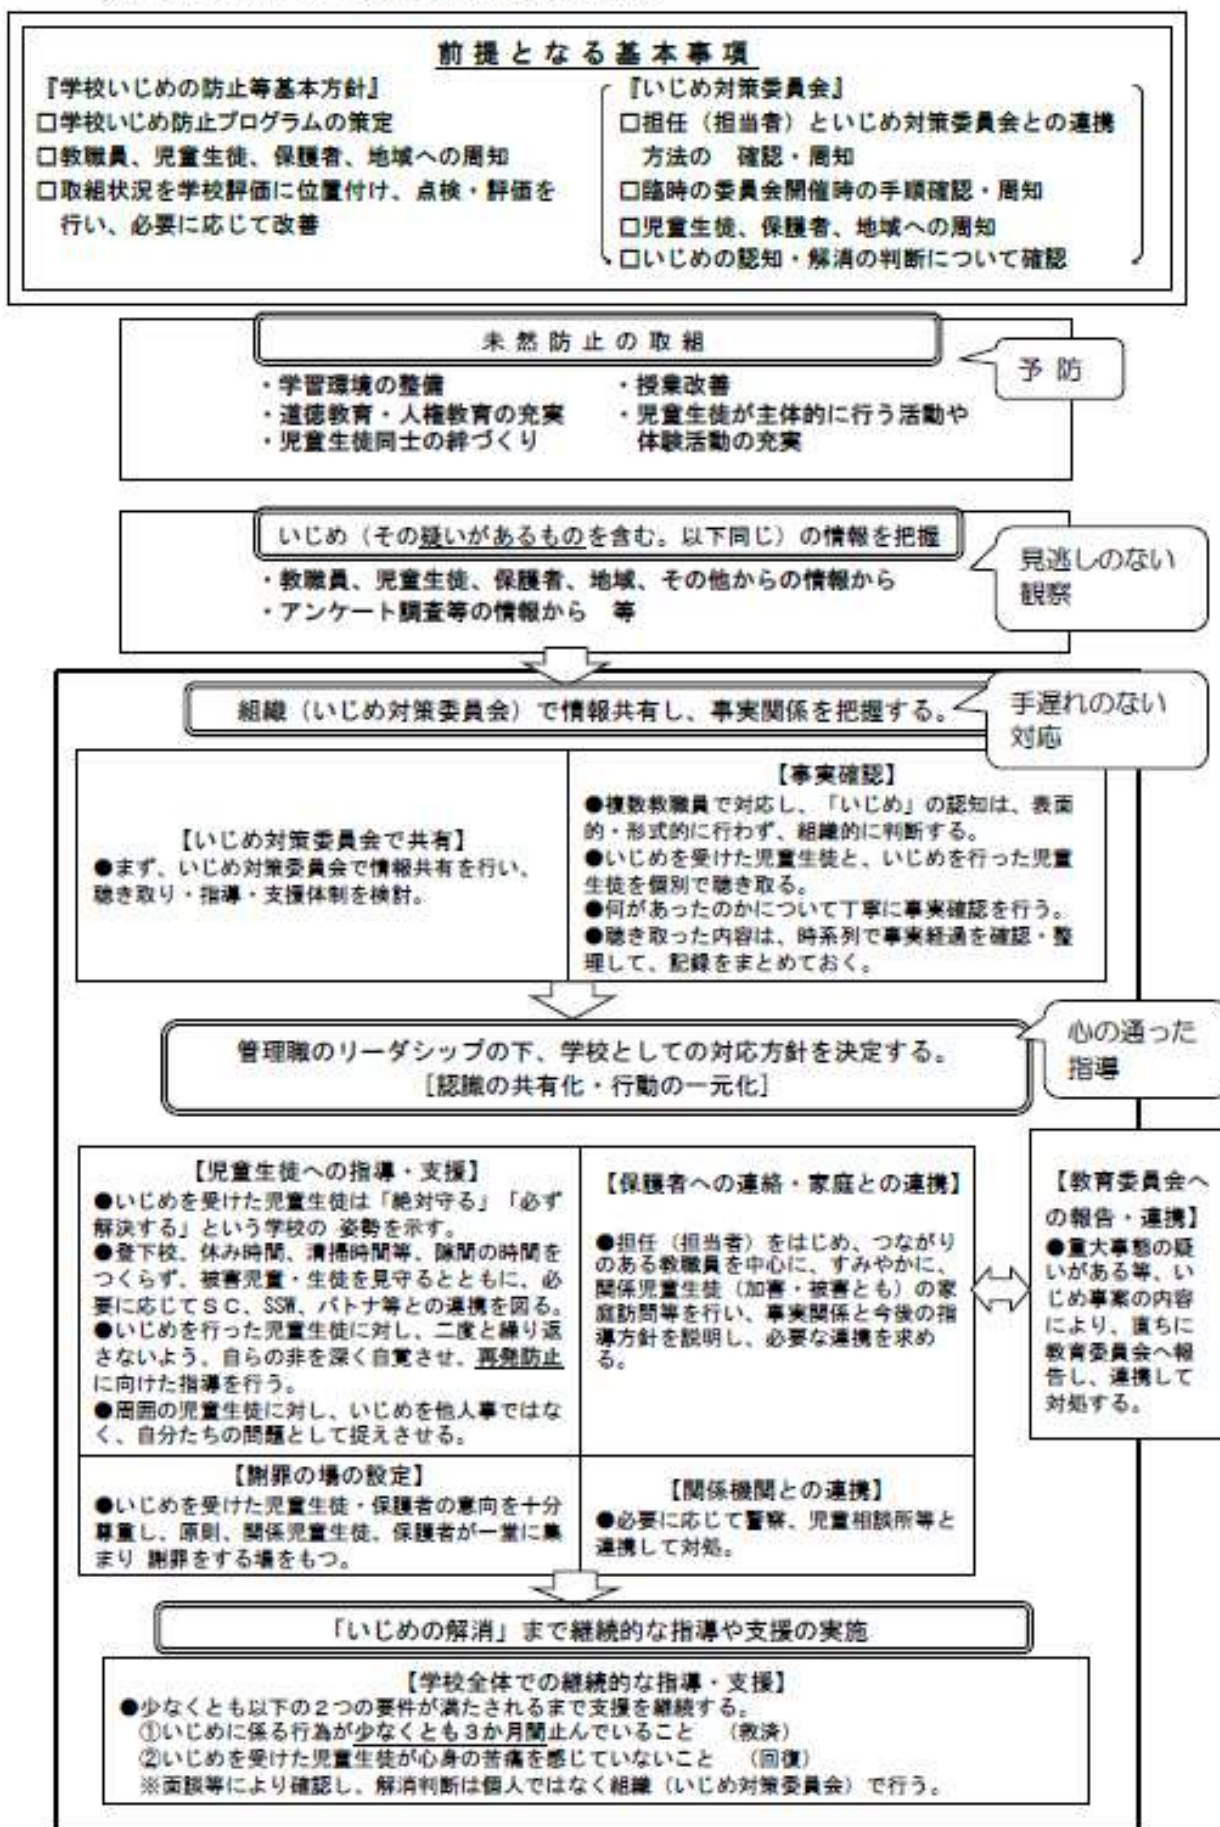 前提となる基本事項
『学校いじめの防止等基本方針』
□学校いじめ防止プログラムの策定
□教職員、児童生徒、保護者、地域への周知
□取組状況を学校評価に位置付け、点検・評価を
行い、必要に応じて改善
『いじめ対策委員会』
□担任（担当者）といじめ対策委員会との連携
方法の　確認・周知
□臨時の委員会開催時の手順確認・周知
□児童生徒、保護者、地域への周知
□いじめの認知・解消の判断について確認
未然防止の取組
予防
・学習環境の整備
・道徳教育・人権教育の充実
・児童生徒同士の絆づくり
・授業改善
・児童生徒が主体的に行う活動や
体験活動の充実
いじめ（その疑いがあるものを含む。以下同じ）の情報を把握
見逃しのない
観察
・教職員、児童生徒、保護者、地域、その他からの情報から
・アンケート調査等の情報から　等
組織（いじめ対策委員会）で情報共有し、事実関係を把握する。
手遅れのない
対応
【いじめ対策委員会で共有】
●まず、いじめ対策委員会で情報共有を行い、
聴き取り・指導・支援体制を検討。
【事実確認】
●複数教職員で対応し、「いじめ」の認知は、表面
的・形式的に行わず、組織的に判断する。
●いじめを受けた児童生徒と、いじめを行った児童
生徒を個別で聴き取る。
●何があったのかについて丁寧に事実確認を行う。
●聴き取った内容は、時系列で事実経過を確認・整
理して、記録をまとめておく。
管理職のリーダシップの下、学校としての対応方針を決定する。
［認識の共有化・行動の一元化］
心の通った
指導
【児童生徒への指導・支援】
●いじめを受けた児童生徒は「絶対守る」「必ず
解決する」という学校の 姿勢を示す。
●登下校、休み時間、清掃時間等、隙間の時間を
つくらず、被害児童・生徒を見守るとともに、必
要に応じてＳＣ、SSW、パトナ等との連携を図る。
●いじめを行った児童生徒に対し、二度と繰り返
さないよう、自らの非を深く自覚させ、再発防止
に向けた指導を行う。
●周囲の児童生徒に対し、いじめを他人事ではな
く、自分たちの問題として捉えさせる。
【保護者への連絡・家庭との連携】
●担任（担当者）をはじめ、つながり
のある教職員を中心に、すみやかに、
関係児童生徒（加害・被害とも）の家
庭訪問等を行い、事実関係と今後の指
導方針を説明し、必要な連携を求め
る。
【教育委員会へ
の報告・連携】
●重大事態の疑
いがある等、い
じめ事案の内容
により、直ちに
教育委員会へ報
告し、連携して
対処する。
【謝罪の場の設定】
●いじめを受けた児童生徒・保護者の意向を十分
尊重し、原則、関係児童生徒、保護者が一堂に集
まり 謝罪をする場をもつ。
【関係機関との連携】
●必要に応じて警察、児童相談所等と
連携して対処。
「いじめの解消」まで継続的な指導や支援の実施
【学校全体での継続的な指導・支援】
●少なくとも以下の２つの要件が満たされるまで支援を継続する。
①いじめに係る行為が少なくとも３か月間止んでいること　（救済）
②いじめを受けた児童生徒が心身の苦痛を感じていないこと　（回復）
※面談等により確認し、解消判断は個人ではなく組織（いじめ対策委員会）で行う。